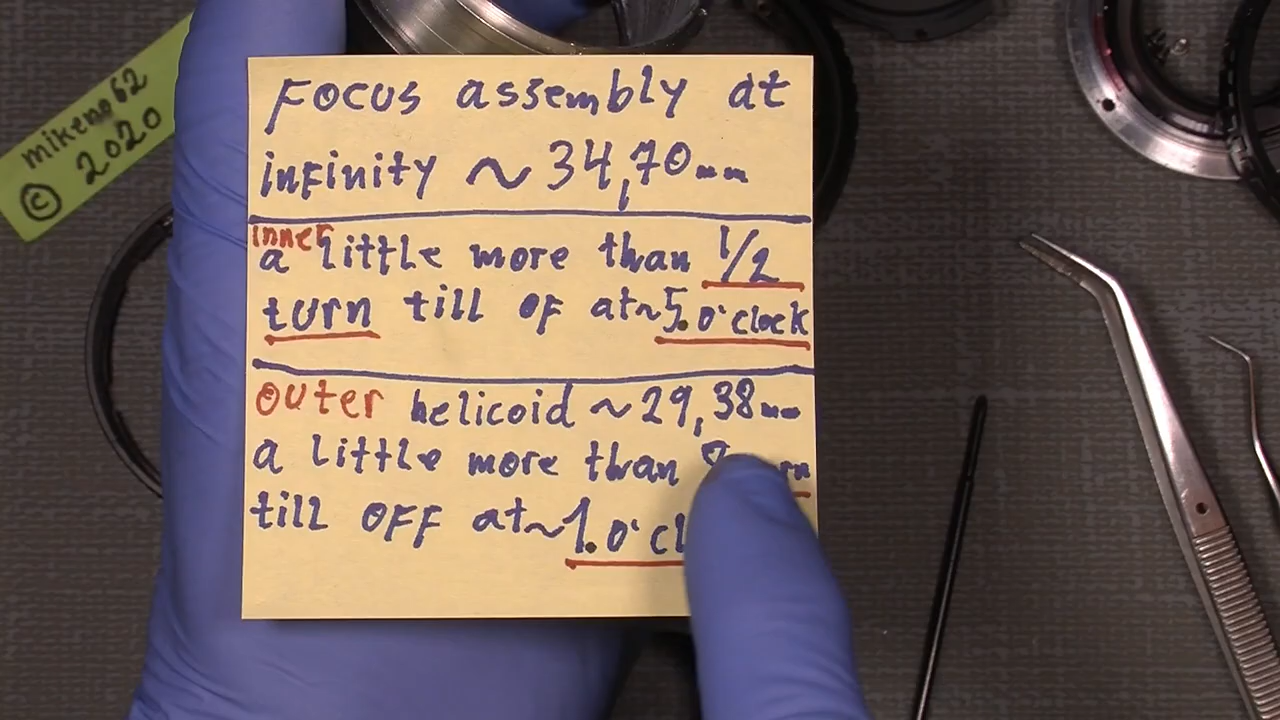 mikeno62
© 2020
Focus assembly at
infinity ~34,70mm
inner
a little more than 1/2
turn till of at~5.o'clock
outer helicoid ~29,38mm
a little more than
till off at~1.o'